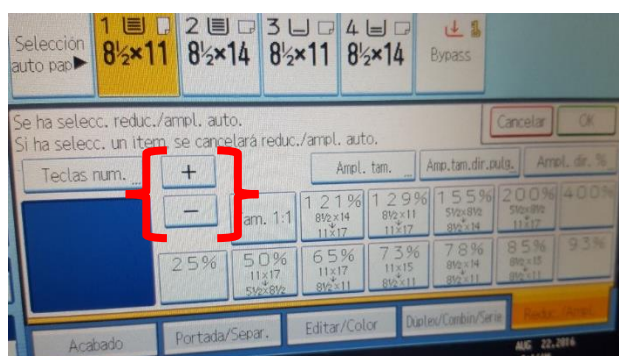 Selección
auto pap▶
1
8½×11
2
8½×14
3
8½×11
4
8½×14
Bypass
Se ha selecc. reduc./ampl. auto.
Si ha selecc. un item, se cancelará reduc./ampl. auto.
Cancelar
OK
Teclas num.
+
−
Ampl. tam.
Amp.tam.dir.pulg.
Ampl. dir. %
am. 1:1
121%
8½×14
11×17
129%
8½×11
11×17
155%
5½×8½
8½×14
200%
5½×8½
11×17
400%
25%
50%
11×17
5½×8½
65%
11×17
8½×11
73%
11×15
8½×11
78%
8½×14
8½×11
85%
8½×11
93%
Acabado
Portada/Separ.
Editar/Color
Duplex/Combin/Serie
Reduc./Ampl.
AUG 22,2016